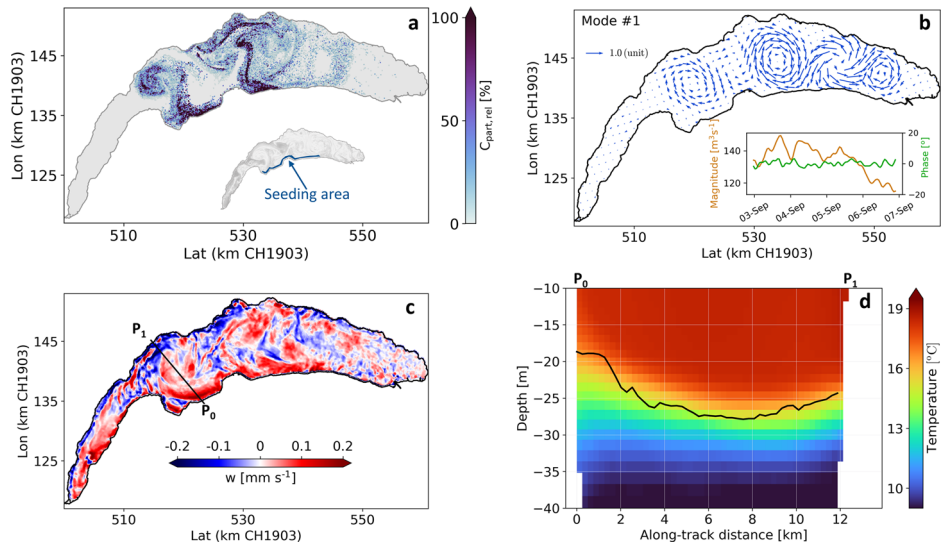 a
145
135
125
510
530
550
Lon (km CH1903)
Lat (km CH1903)
Seeding area
100
50
0
C_part,rel [%]
b
Mode #1
1.0 (unit)
145
135
125
510
530
550
Lon (km CH1903)
Lat (km CH1903)
Magnitude [m³s⁻¹]
140
120
20
0
−20
Phase [°]
03-Sep
04-Sep
05-Sep
06-Sep
07-Sep
c
P₁
P₀
145
135
125
510
530
550
Lon (km CH1903)
Lat (km CH1903)
-0.2 -0.1 0 0.1 0.2
w [mm s⁻¹]
P₀
P₁
d
−10
−15
−20
−25
−30
−35
−40
Depth [m]
0 2 4 6 8 10 12
Along-track distance [km]
19
16
13
10
Temperature [°C]